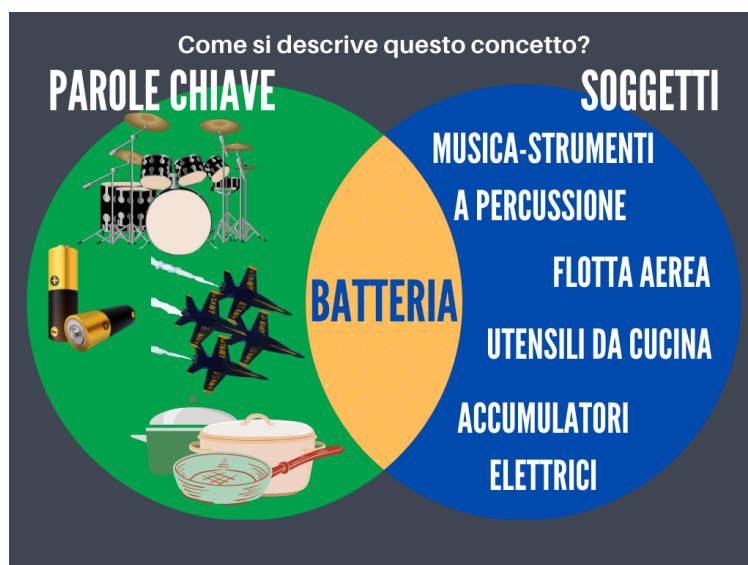 Come si descrive questo concetto?
PAROLE CHIAVE
SOGGETTI
MUSICA-STRUMENTI
A PERCUSSIONE
FLOTTA AEREA
BATTERIA
UTENSILI DA CUCINA
ACCUMULATORI
ELETTRICI